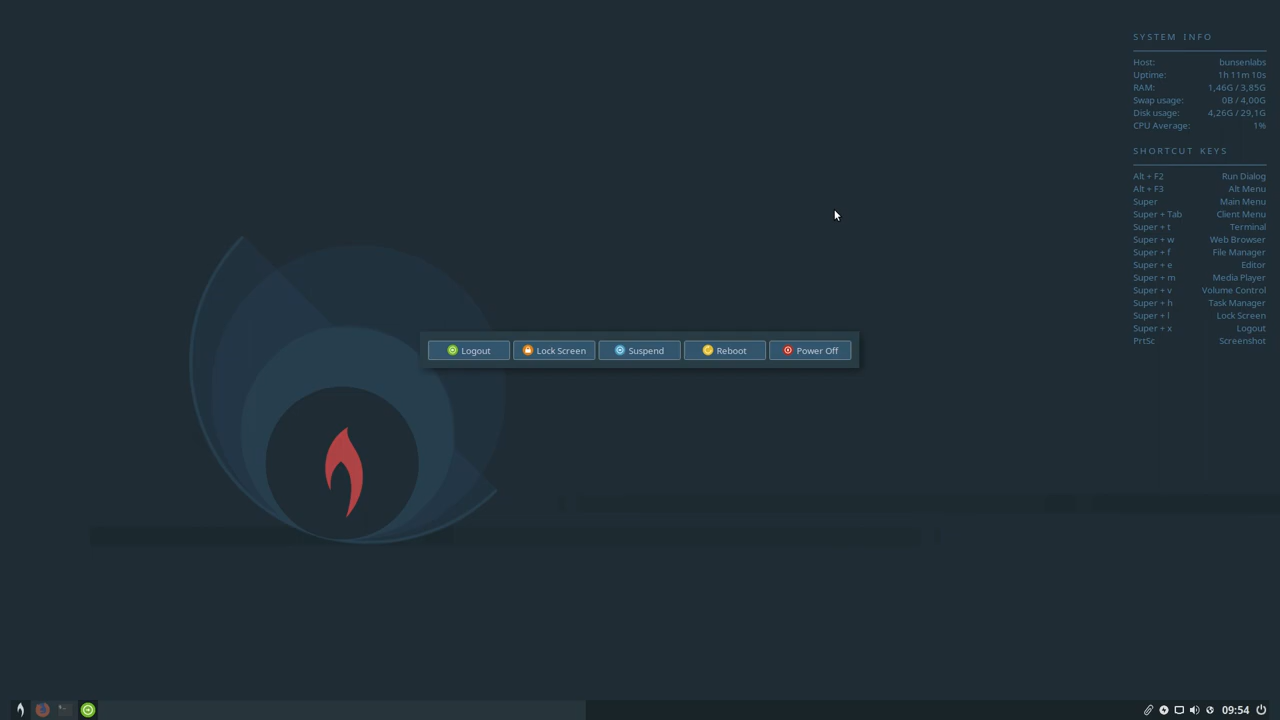 SYSTEM INFO
Host: bunsenlabs
Uptime: 1h 11m 10s
RAM: 1,46G / 3,85G
Swap usage: 0B / 4,00G
Disk usage: 4,26G / 29,1G
CPU Average: 1%
SHORTCUT KEYS
Alt + F2 Run Dialog
Alt + F3 Alt Menu
Super Main Menu
Super + Tab Client Menu
Super + t Terminal
Super + w Web Browser
Super + f File Manager
Super + e Editor
Super + m Media Player
Super + v Volume Control
Super + h Task Manager
Super + l Lock Screen
Super + x Logout
PrtSc Screenshot
Logout Lock Screen Suspend Reboot Power Off
09:54